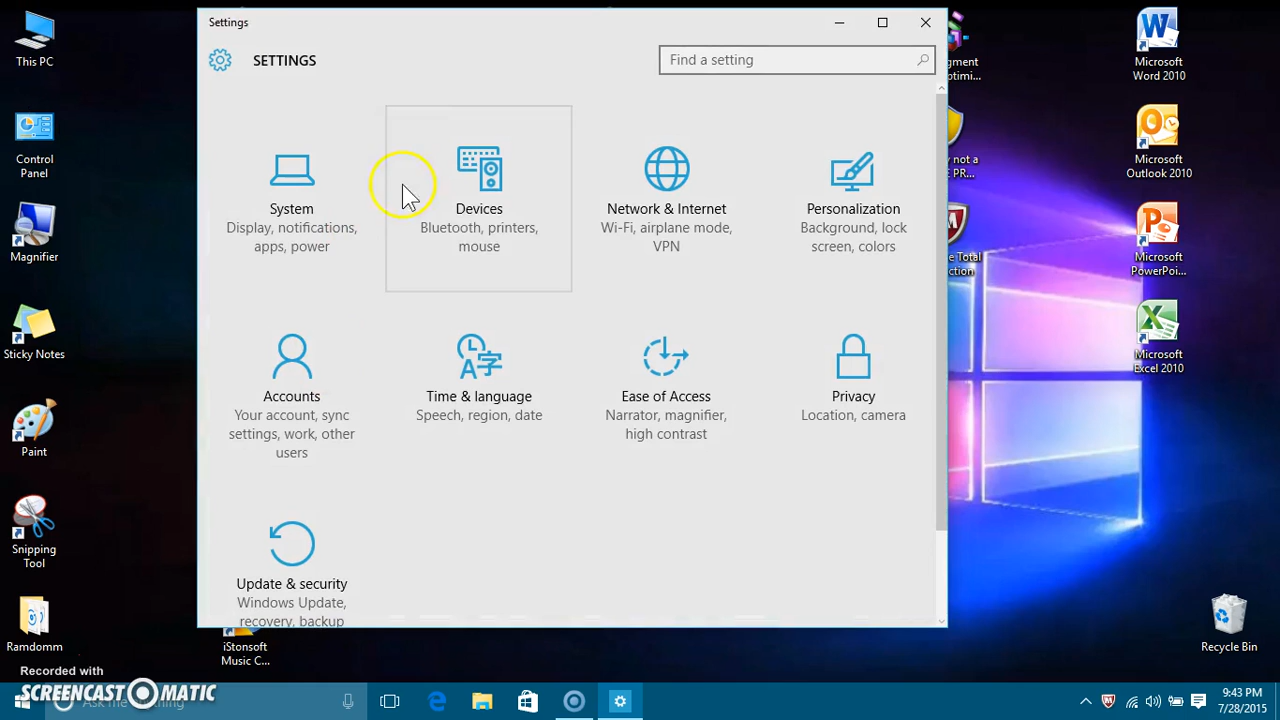 Settings
SETTINGS
Find a setting
System
Display, notifications,
apps, power
Devices
Bluetooth, printers,
mouse
Network & Internet
Wi-Fi, airplane mode,
VPN
Personalization
Background, lock
screen, colors
Accounts
Your account, sync
settings, work, other
users
Time & language
Speech, region, date
Ease of Access
Narrator, magnifier,
high contrast
Privacy
Location, camera
Update & security
Windows Update,
recovery, backup
This PC
Control
Panel
Magnifier
Sticky Notes
Paint
Snipping
Tool
Ramdomm
iStonsoft
Music C...
Microsoft
Word 2010
Microsoft
Outlook 2010
Microsoft
PowerPoi...
Microsoft
Excel 2010
Recycle Bin
Recorded with
SCREENCAST-O-MATIC
Ask me anything
9:43 PM
7/28/2015